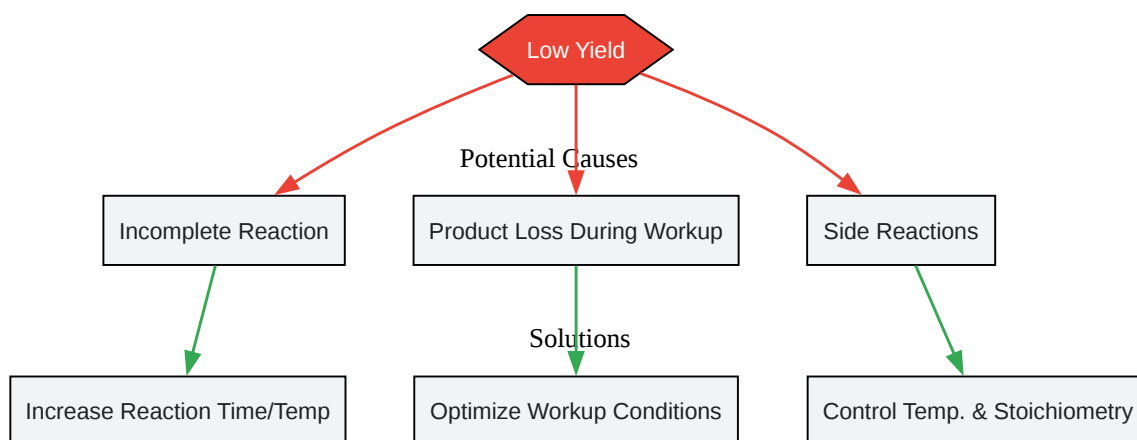 Low Yield
Potential Causes
Incomplete Reaction
Product Loss During Workup
Side Reactions
Solutions
Increase Reaction Time/Temp
Optimize Workup Conditions
Control Temp. & Stoichiometry